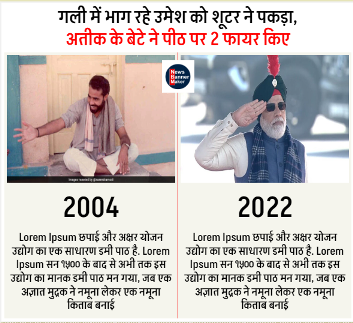 गली में भाग रहे उमेश को शूटर ने पकड़ा,
अतीक के बेटे ने पीठ पर 2 फायर किए
News
Banner
Maker
2004
Lorem Ipsum छपाई और अक्षर योजन
उद्योग का एक साधारण डमी पाठ है. Lorem
Ipsum सन १५०० के बाद से अभी तक इस
उद्योग का मानक डमी पाठ मन गया, जब एक
अज्ञात मुद्रक ने नमूना लेकर एक नमूना
किताब बनाई
2022
Lorem Ipsum छपाई और अक्षर योजन
उद्योग का एक साधारण डमी पाठ है. Lorem
Ipsum सन १५०० के बाद से अभी तक इस
उद्योग का मानक डमी पाठ मन गया, जब एक
अज्ञात मुद्रक ने नमूना लेकर एक नमूना
किताब बनाई